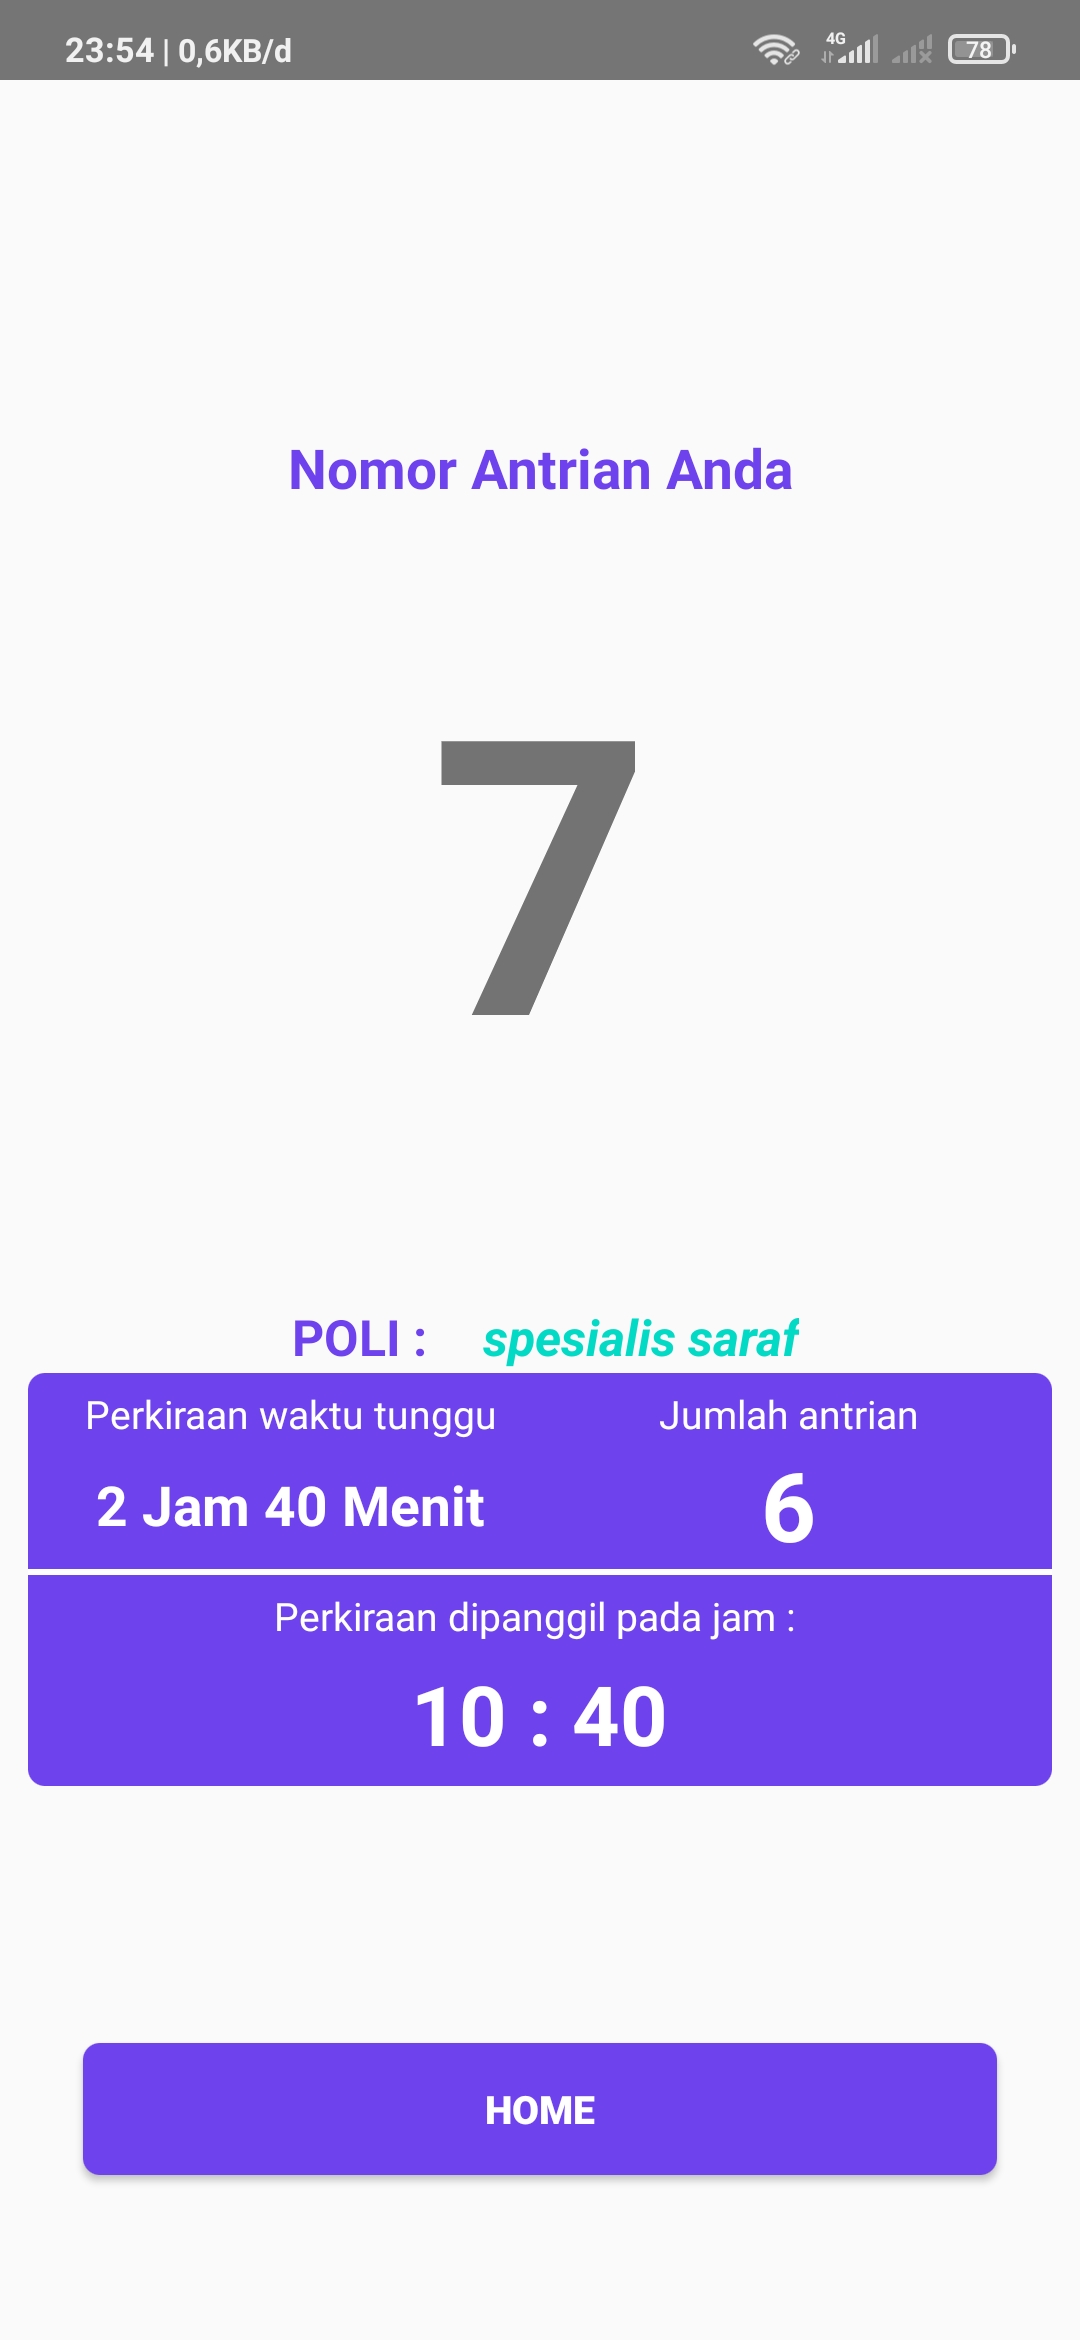 23:54 | 0,6KB/d 4G 78
Nomor Antrian Anda
7
POLI : spesialis saraf
Perkiraan waktu tunggu Jumlah antrian
2 Jam 40 Menit 6
Perkiraan dipanggil pada jam :
10 : 40
HOME